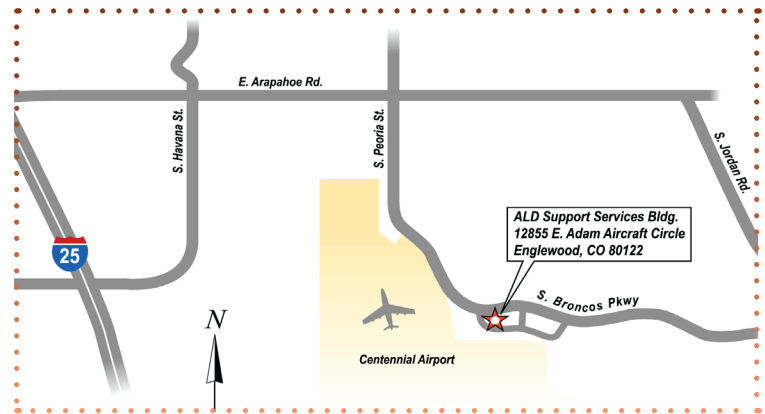 E. Arapahoe Rd.
S. Havana St.
S. Peoria St.
S. Jordan Rd.
ALD Support Services Bldg.
12855 E. Adam Aircraft Circle
Englewood, CO 80122
25
S. Broncos Pkwy
N
Centennial Airport